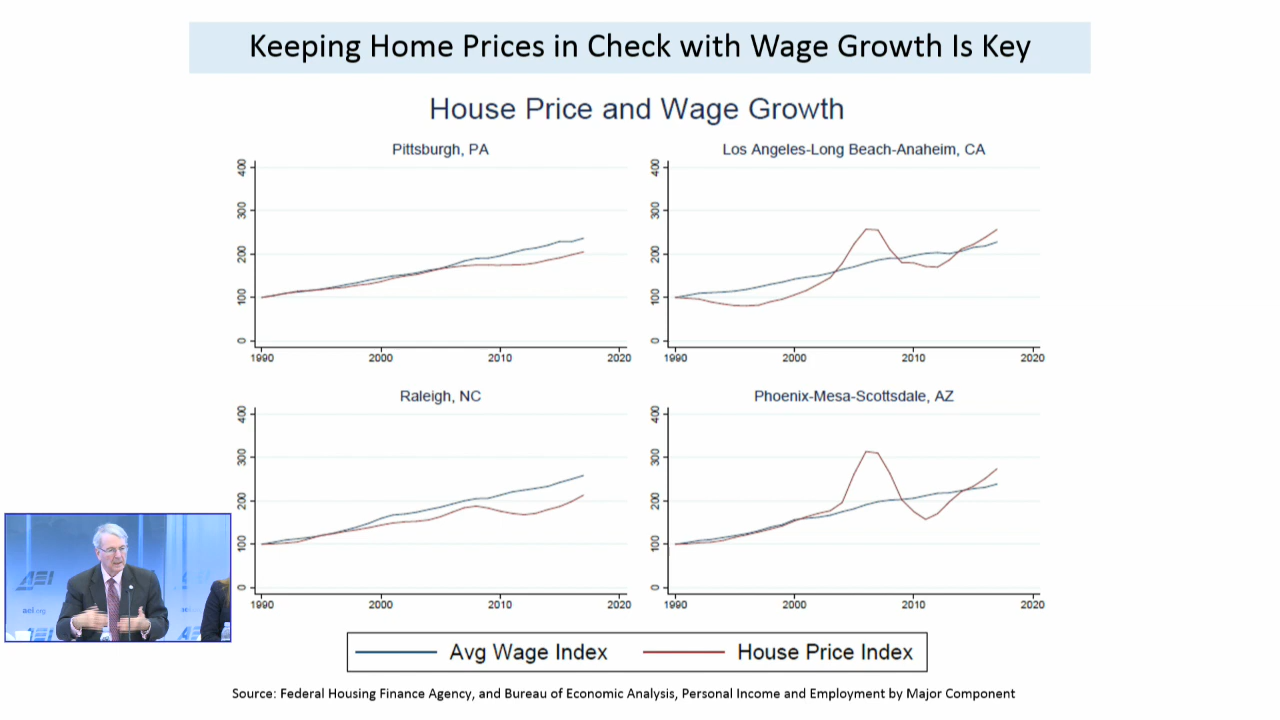 Keeping Home Prices in Check with Wage Growth Is Key
House Price and Wage Growth
Pittsburgh, PA
400
300
200
100
0
1990 2000 2010 2020
Los Angeles-Long Beach-Anaheim, CA
400
300
200
100
0
1990 2000 2010 2020
Raleigh, NC
400
300
200
100
0
1990 2000 2010 2020
Phoenix-Mesa-Scottsdale, AZ
400
300
200
100
0
1990 2000 2010 2020
AEI
aei.org
Avg Wage Index House Price Index
Source: Federal Housing Finance Agency, and Bureau of Economic Analysis, Personal Income and Employment by Major Component